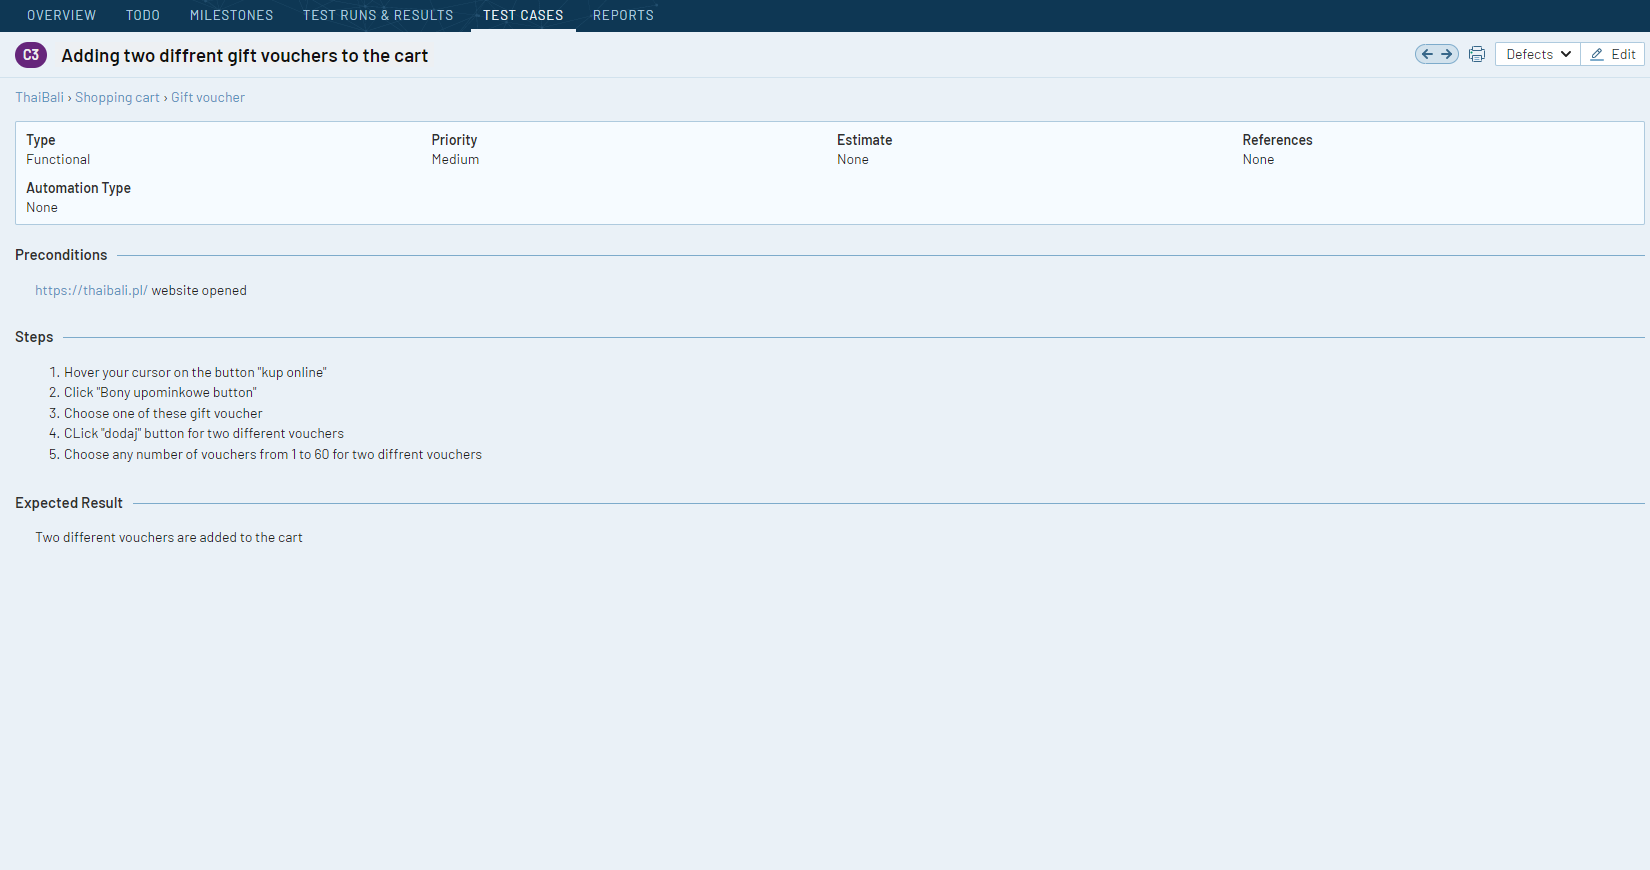 OVERVIEW TODO MILESTONES TEST RUNS & RESULTS TEST CASES REPORTS
C3 Adding two diffrent gift vouchers to the cart Defects Edit
ThaiBali › Shopping cart › Gift voucher
Type Priority Estimate References
Functional Medium None None
Automation Type
None
Preconditions
https://thaibali.pl/ website opened
Steps
1. Hover your cursor on the button "kup online"
2. Click "Bony upominkowe button"
3. Choose one of these gift voucher
4. CLick "dodaj" button for two different vouchers
5. Choose any number of vouchers from 1 to 60 for two diffrent vouchers
Expected Result
Two different vouchers are added to the cart